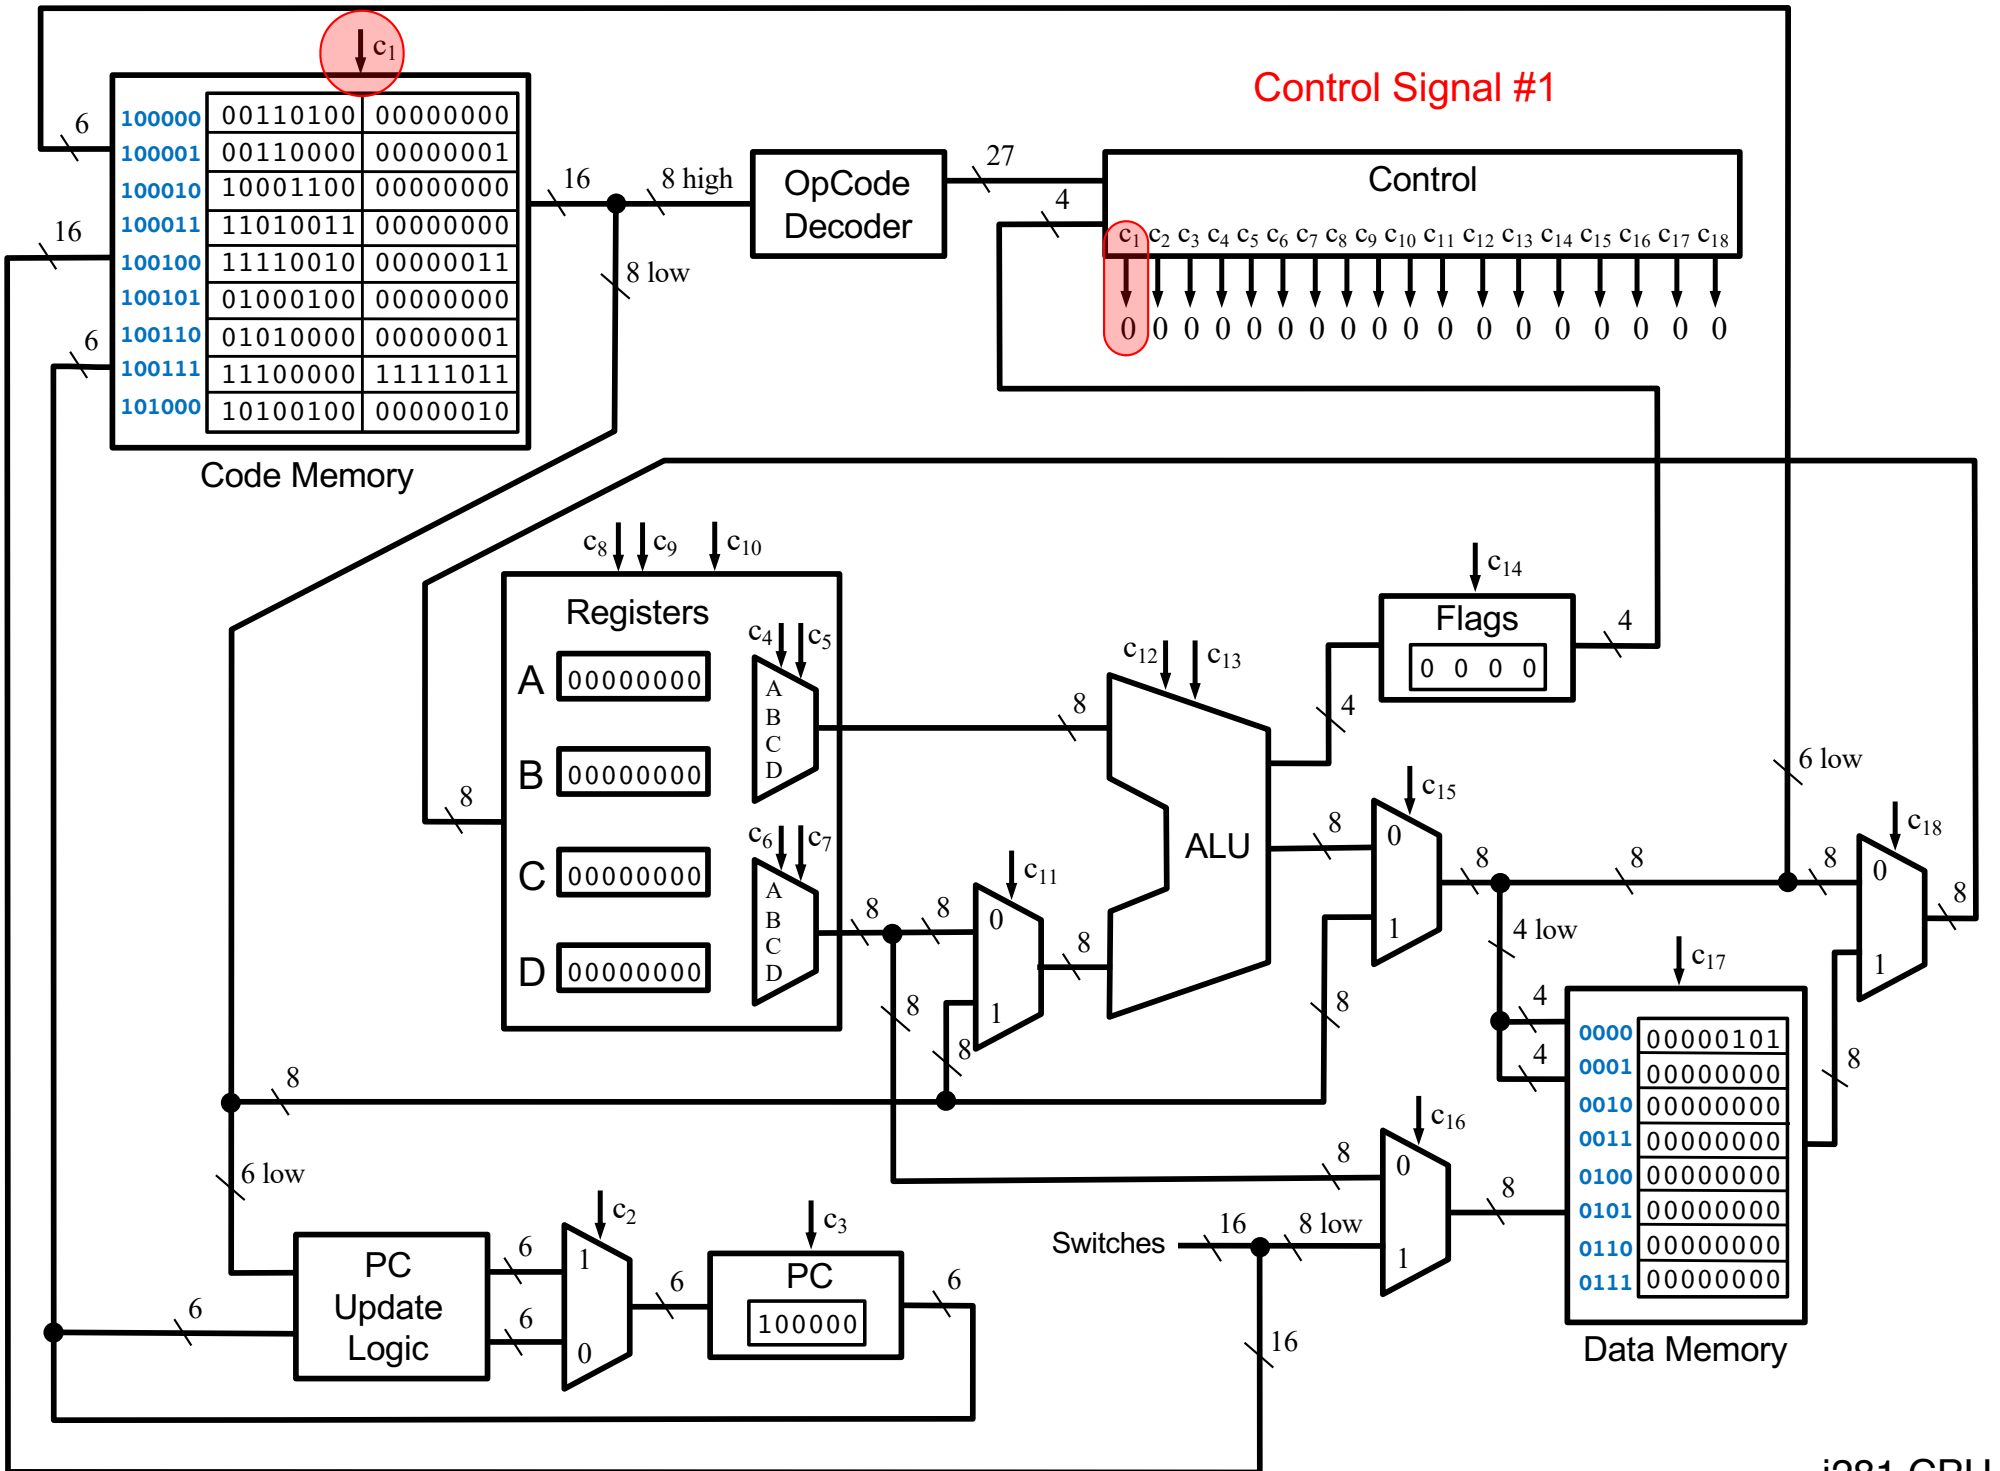 c1
Control Signal #1
6
100000 00110100 00000000
100001 00110000 00000001
100010 10001100 00000000
100011 11010011 00000000
100100 11110010 00000011
100101 01000100 00000000
100110 01010000 00000001
100111 11100000 11111011
101000 10100100 00000010
16
6
Code Memory
16
8 high
8 low
OpCode
Decoder
27
4
Control
c1 c2 c3 c4 c5 c6 c7 c8 c9 c10 c11 c12 c13 c14 c15 c16 c17 c18
0 0 0 0 0 0 0 0 0 0 0 0 0 0 0 0 0 0
c8 c9 c10
Registers
A 00000000
B 00000000
C 00000000
D 00000000
8
c4 c5
A
B
C
D
c6 c7
A
B
C
D
8
8
8
8
c11
0
1
8
8
c12 c13
ALU
4
c14
Flags
0 0 0 0
4
8
c15
0
1
8
8
8
8
6 low
4 low
4
4
c18
0
1
8
8
c17
0000 00000101
0001 00000000
0010 00000000
0011 00000000
0100 00000000
0101 00000000
0110 00000000
0111 00000000
Data Memory
8
6 low
6
PC
Update
Logic
6
6
c2
1
0
6
c3
PC
100000
6
Switches
16
8 low
16
8
c16
0
1
8